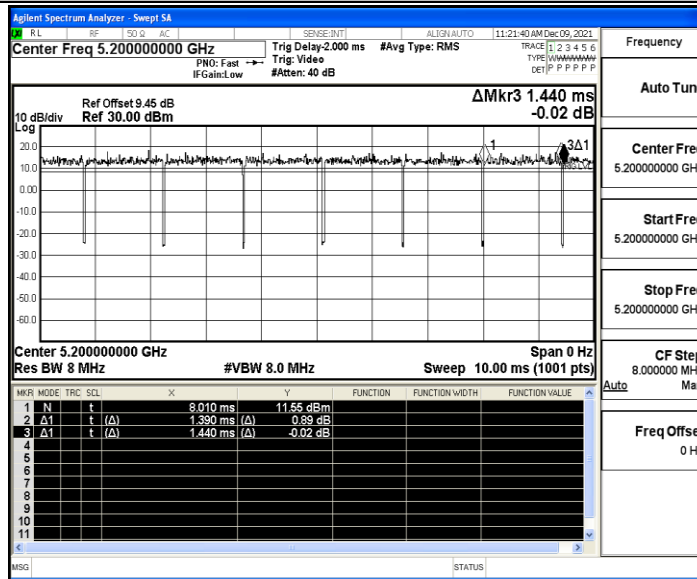 Agilent Spectrum Analyzer - Swept SA
RL RF 50 Ω AC SENSE:INT ALIGN AUTO 11:21:40 AM Dec 09, 2021
Center Freq 5.200000000 GHz
PNO: Fast
IFGain:Low
Trig Delay-2.000 ms
Trig: Video
#Atten: 40 dB
#Avg Type: RMS
TRACE 1 2 3 4 5 6
TYPE
DET P P P P P P
Ref Offset 9.45 dB
Ref 30.00 dBm
10 dB/div
Log
ΔMkr3 1.440 ms
-0.02 dB
20.0
10.0
0.00
-10.0
-20.0
-30.0
-40.0
-50.0
-60.0
1
3Δ1
TRIG LVL
Center 5.200000000 GHz Span 0 Hz
Res BW 8 MHz #VBW 8.0 MHz Sweep 10.00 ms (1001 pts)
MKR MODE TRC SCL X Y FUNCTION FUNCTION WIDTH FUNCTION VALUE
1 N t 8.010 ms 11.55 dBm
2 Δ1 t (Δ) 1.390 ms (Δ) 0.89 dB
3 Δ1 t (Δ) 1.440 ms (Δ) -0.02 dB
4
5
6
7
8
9
10
11
MSG STATUS
Frequency
Auto Tun
Center Fre
5.200000000 GH
Start Fre
5.200000000 GH
Stop Fre
5.200000000 GH
CF Step
8.000000 MH
Auto Ma
Freq Offse
0 H